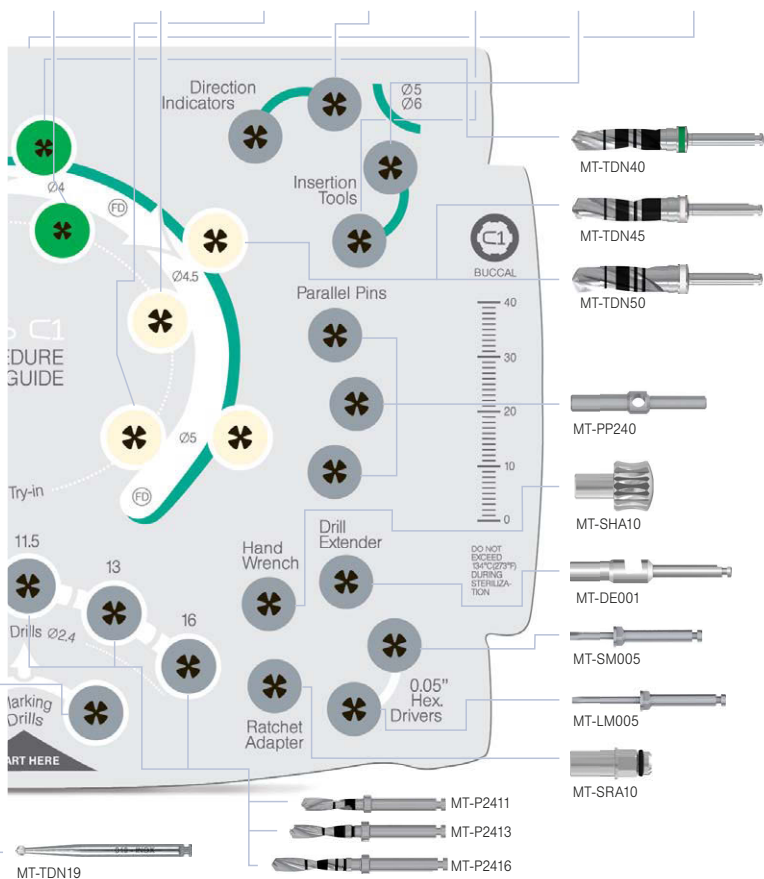 Direction
Indicators
Ø5
Ø6
MT-TDN40
Ø4
FD
Insertion
Tools
C1
BUCCAL
MT-TDN45
Ø4.5
Parallel Pins
MT-TDN50
40
30
20
10
0
C1
EDURE
GUIDE
MT-PP240
Ø5
FD
Try-in
MT-SHA10
11.5
13
16
Hand
Wrench
Drill
Extender
DO NOT
EXCEED
134°C(273°F)
DURING
STERILIZA-
TION
MT-DE001
Drills Ø2.4
MT-SM005
0.05"
Hex.
Drivers
MT-LM005
Marking
Drills
Ratchet
Adapter
ART HERE
MT-SRA10
MT-P2411
MT-P2413
MT-P2416
MT-TDN19